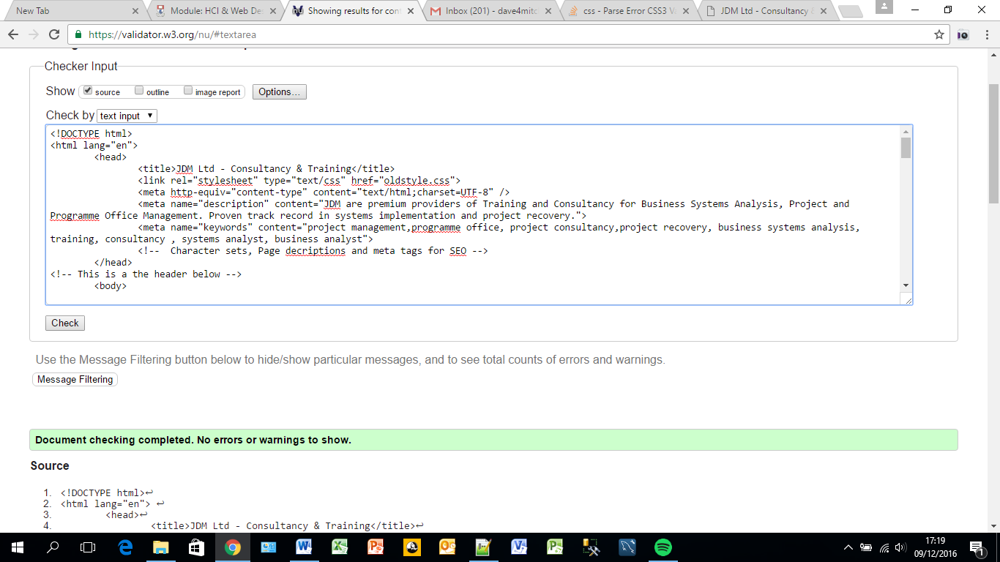 New Tab
Module: HCI & Web De
Showing results for con
Inbox (201) - dave4mitc
css - Parse Error CSS3 V
JDM Ltd - Consultancy &
https://validator.w3.org/nu/#textarea
Checker Input
Show source outline image report Options...
Check by text input
<!DOCTYPE html>
<html lang="en">
<head>
<title>JDM Ltd - Consultancy & Training</title>
<link rel="stylesheet" type="text/css" href="oldstyle.css">
<meta http-equiv="content-type" content="text/html;charset=UTF-8" />
<meta name="description" content="JDM are premium providers of Training and Consultancy for Business Systems Analysis, Project and
Programme Office Management. Proven track record in systems implementation and project recovery.">
<meta name="keywords" content="project management,programme office, project consultancy,project recovery, business systems analysis,
training, consultancy , systems analyst, business analyst">
<!--  Character sets, Page decriptions and meta tags for SEO -->
</head>
<!-- This is a the header below -->
<body>
Check
Use the Message Filtering button below to hide/show particular messages, and to see total counts of errors and warnings.
Message Filtering
Document checking completed. No errors or warnings to show.
Source
1. <!DOCTYPE html>↩
2. <html lang="en"> ↩
3. <head>↩
4. <title>JDM Ltd - Consultancy & Training</title>↩
17:19
09/12/2016
1